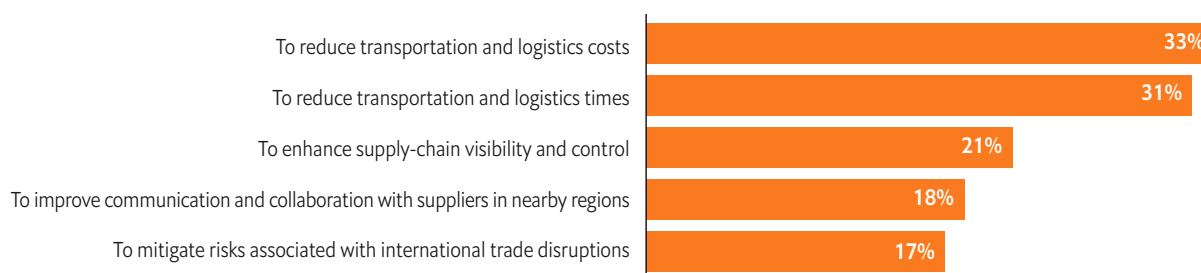 To reduce transportation and logistics costs 33%
To reduce transportation and logistics times 31%
To enhance supply-chain visibility and control 21%
To improve communication and collaboration with suppliers in nearby regions 18%
To mitigate risks associated with international trade disruptions 17%